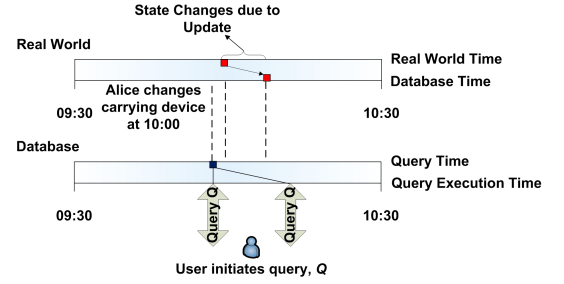 State Changes due to
Update
Real World
Real World Time
Database Time
Alice changes
carrying device
at 10:00
09:30
10:30
Database
Query Time
Query Execution Time
Query Q
Query Q
09:30
10:30
User initiates query, Q